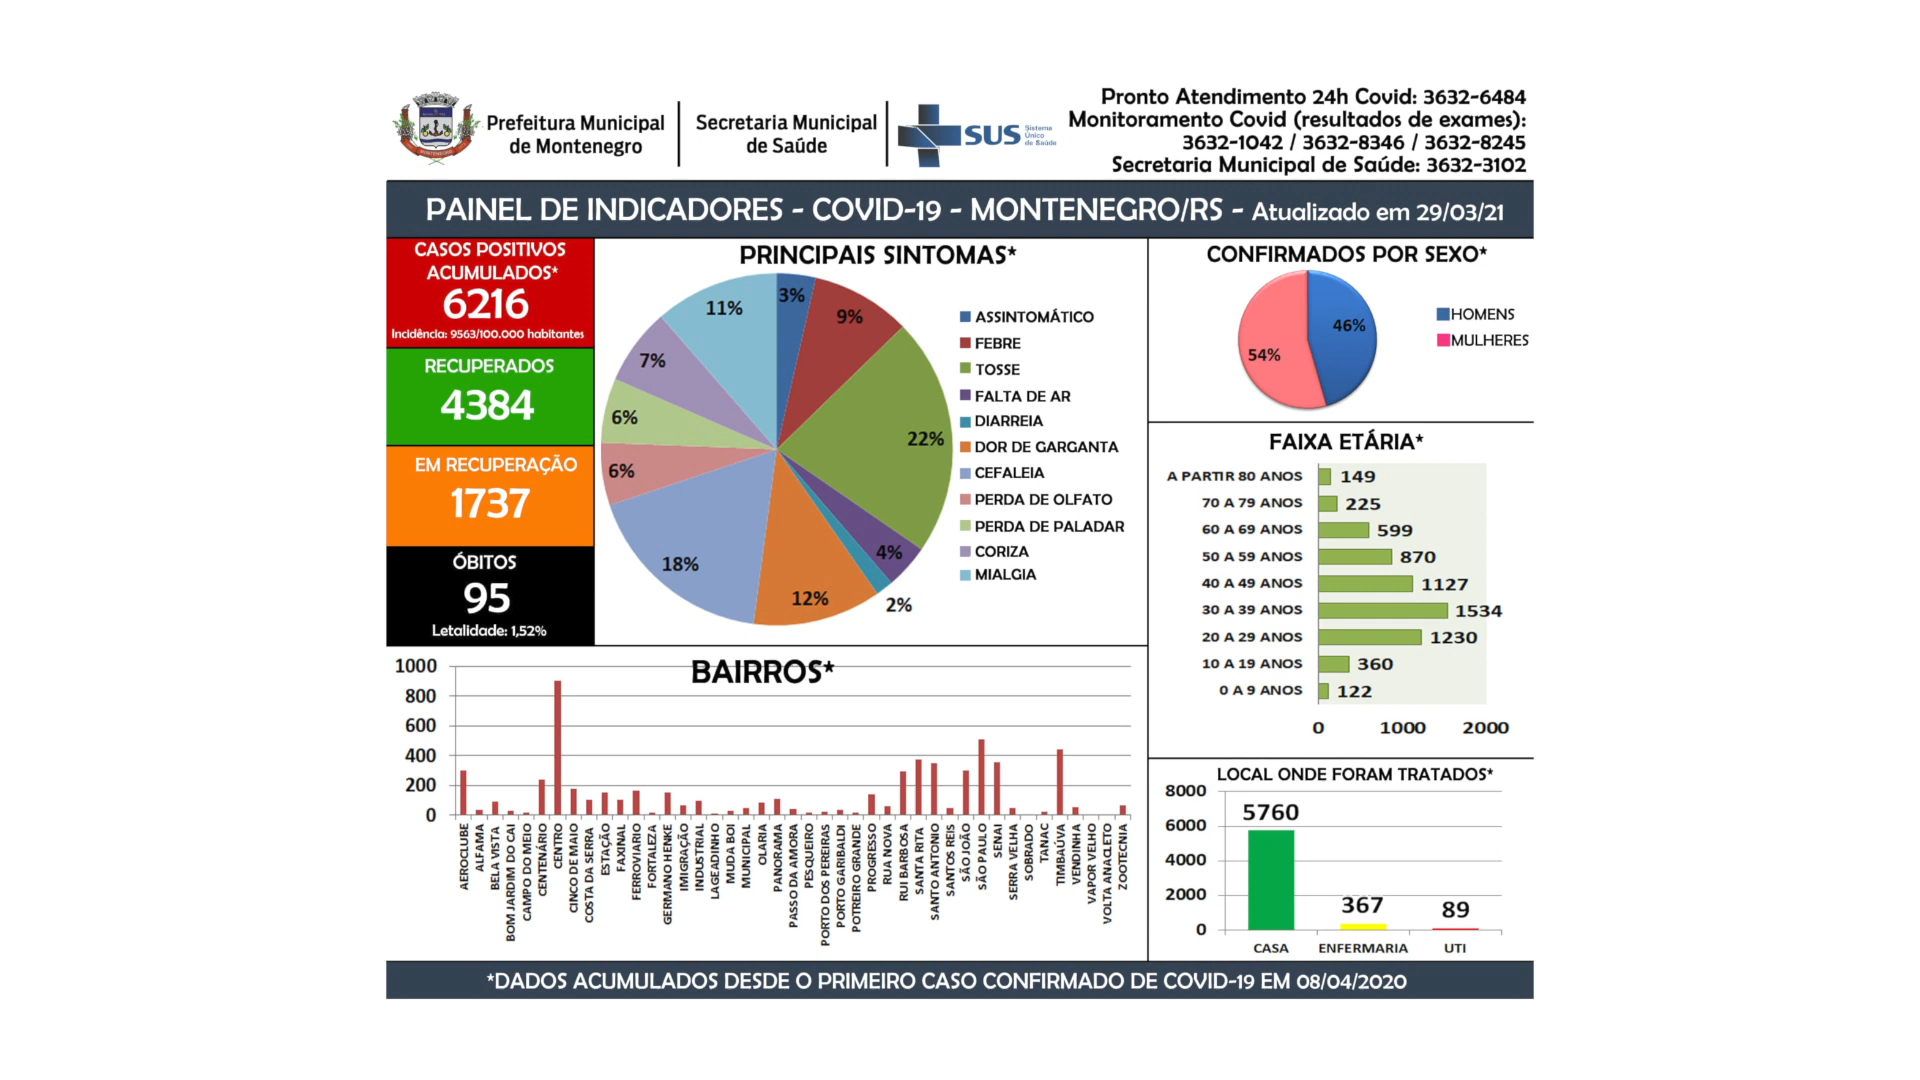 Prefeitura Municipal
de Montenegro
Secretaria Municipal
de Saúde
SUS
Sistema
Único
de Saúde
Pronto Atendimento 24h Covid: 3632-6484
Monitoramento Covid (resultados de exames):
3632-1042 / 3632-8346 / 3632-8245
Secretaria Municipal de Saúde: 3632-3102
PAINEL DE INDICADORES - COVID-19 - MONTENEGRO/RS - Atualizado em 29/03/21
CASOS POSITIVOS
ACUMULADOS*
6216
Incidência: 9563/100.000 habitantes
RECUPERADOS
4384
EM RECUPERAÇÃO
1737
ÓBITOS
95
Letalidade: 1,52%
PRINCIPAIS SINTOMAS*
3%
9%
22%
4%
2%
12%
18%
6%
6%
7%
11%
ASSINTOMÁTICO
FEBRE
TOSSE
FALTA DE AR
DIARREIA
DOR DE GARGANTA
CEFALEIA
PERDA DE OLFATO
PERDA DE PALADAR
CORIZA
MIALGIA
CONFIRMADOS POR SEXO*
46%
54%
HOMENS
MULHERES
FAIXA ETÁRIA*
A PARTIR 80 ANOS 149
70 A 79 ANOS 225
60 A 69 ANOS 599
50 A 59 ANOS 870
40 A 49 ANOS 1127
30 A 39 ANOS 1534
20 A 29 ANOS 1230
10 A 19 ANOS 360
0 A 9 ANOS 122
0 1000 2000
BAIRROS*
1000
800
600
400
200
0
AEROCLUBE
ALFAMA
BELA VISTA
BOM JARDIM DO CAI
CAMPO DO MEIO
CENTENÁRIO
CENTRO
CINCO DE MAIO
COSTA DA SERRA
ESTAÇÃO
FAXINAL
FERROVIARIO
FORTALEZA
GERMANO HENKE
IMIGRAÇÃO
INDUSTRIAL
LAGEADINHO
MUDA BOI
MUNICIPAL
OLARIA
PANORAMA
PASSO DA AMORA
PESQUEIRO
PORTO DOS PEREIRAS
PORTO GARIBALDI
POTREIRO GRANDE
PROGRESSO
RUA NOVA
RUI BARBOSA
SANTA RITA
SANTO ANTONIO
SANTOS REIS
SÃO JOÃO
SÃO PAULO
SENAI
SERRA VELHA
SOBRADO
TANAC
TIMBAÚVA
VENDINHA
VAPOR VELHO
VOLTA ANACLETO
ZOOTECNIA
LOCAL ONDE FORAM TRATADOS*
8000
6000
4000
2000
0
5760
367
89
CASA
ENFERMARIA
UTI
*DADOS ACUMULADOS DESDE O PRIMEIRO CASO CONFIRMADO DE COVID-19 EM 08/04/2020